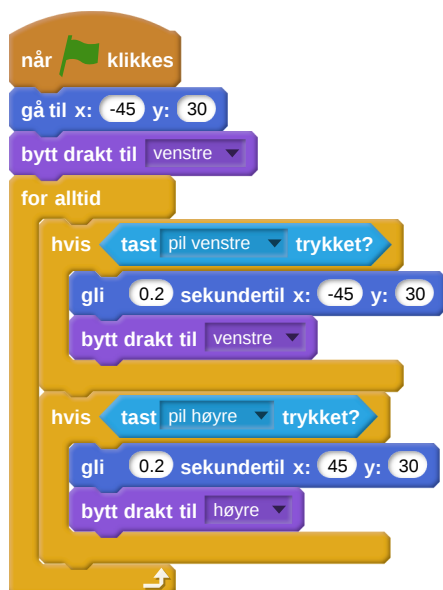 når klikkes
gå til x: -45 y: 30
bytt drakt til venstre
for alltid
hvis tast pil venstre trykket?
gli 0.2 sekundertil x: -45 y: 30
bytt drakt til venstre
hvis tast pil høyre trykket?
gli 0.2 sekundertil x: 45 y: 30
bytt drakt til høyre